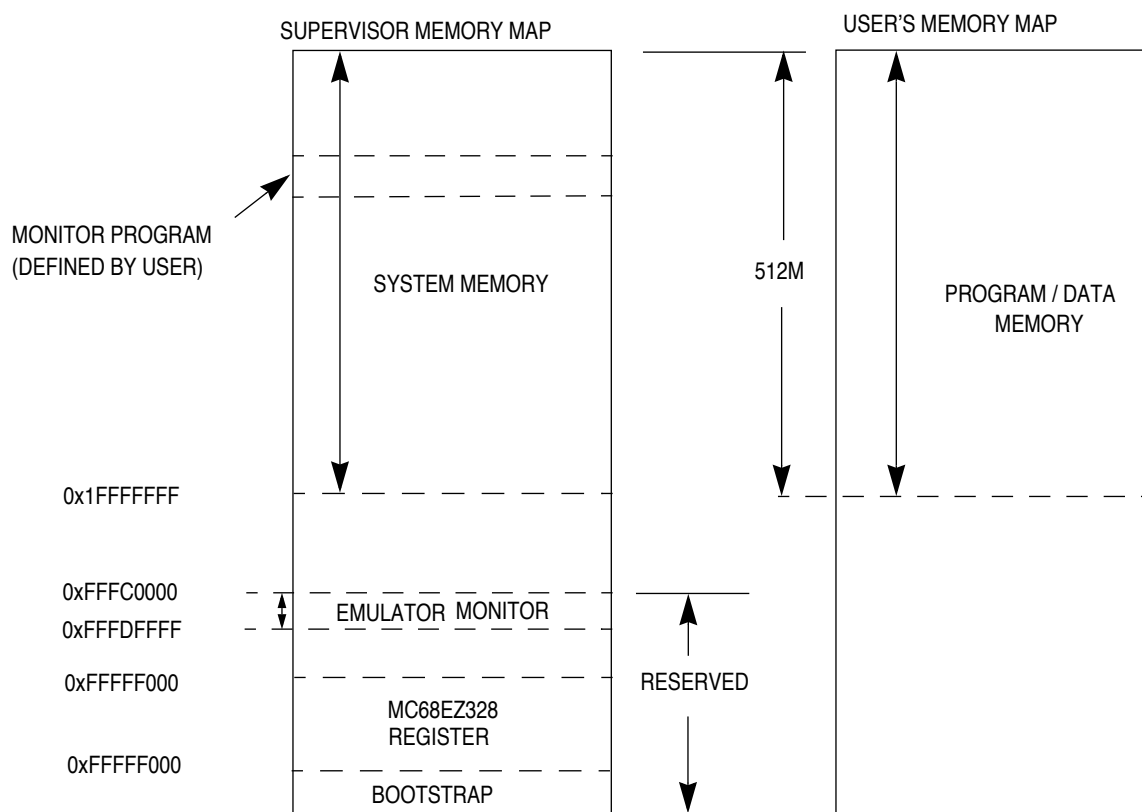 SUPERVISOR MEMORY MAP
USER'S MEMORY MAP
MONITOR PROGRAM
(DEFINED BY USER)
SYSTEM MEMORY
512M
PROGRAM / DATA
MEMORY
0x1FFFFFFF
0xFFFC0000
EMULATOR MONITOR
0xFFFDFFFF
0xFFFFF000
RESERVED
MC68EZ328
REGISTER
0xFFFFF000
BOOTSTRAP